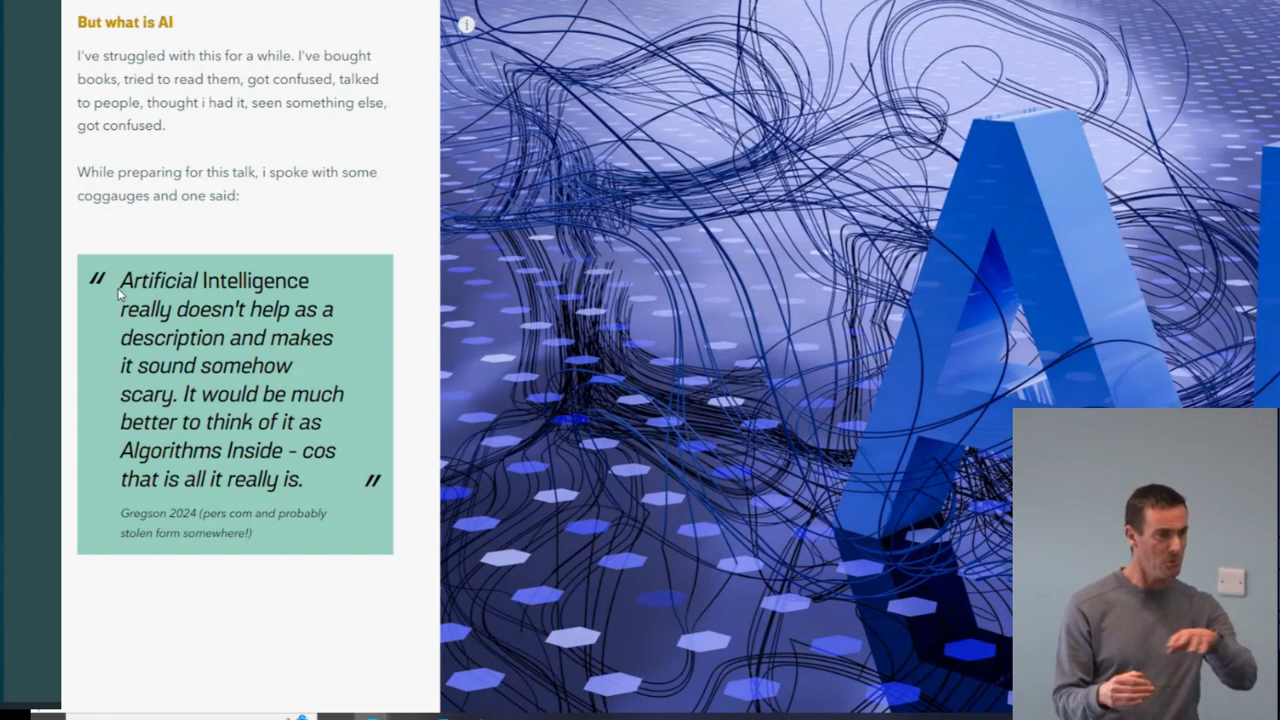 But what is AI
I've struggled with this for a while. I've bought
books, tried to read them, got confused, talked
to people, thought i had it, seen something else,
got confused.
While preparing for this talk, i spoke with some
coggauges and one said:
" Artificial Intelligence
really doesn't help as a
description and makes
it sound somehow
scary. It would be much
better to think of it as
Algorithms Inside - cos
that is all it really is. "
Gregson 2024 (pers com and probably
stolen form somewhere!)
i
A